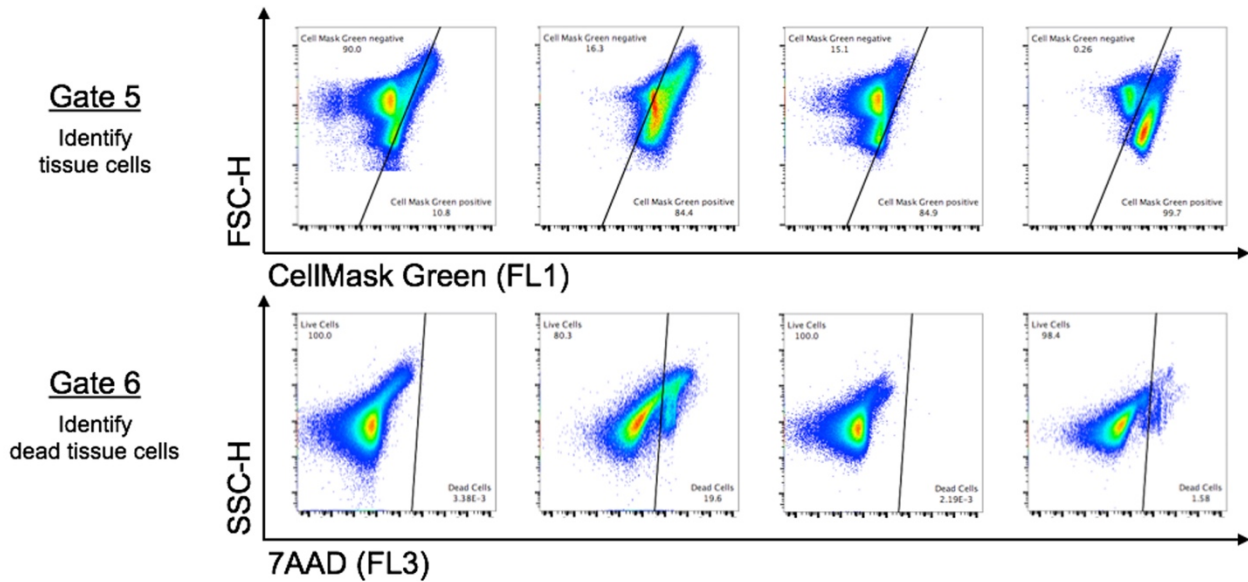 Gate 5
Identify
tissue cells
FSC-H
Cell Mask Green negative
90.0
Cell Mask Green positive
10.8
Cell Mask Green negative
16.3
Cell Mask Green positive
84.4
Cell Mask Green negative
15.1
Cell Mask Green positive
84.9
Cell Mask Green negative
0.26
Cell Mask Green positive
99.7
CellMask Green (FL1)
Gate 6
Identify
dead tissue cells
SSC-H
Live Cells
100.0
Dead Cells
3.38E-3
Live Cells
80.3
Dead Cells
19.6
Live Cells
100.0
Dead Cells
2.19E-3
Live Cells
98.4
Dead Cells
1.58
7AAD (FL3)